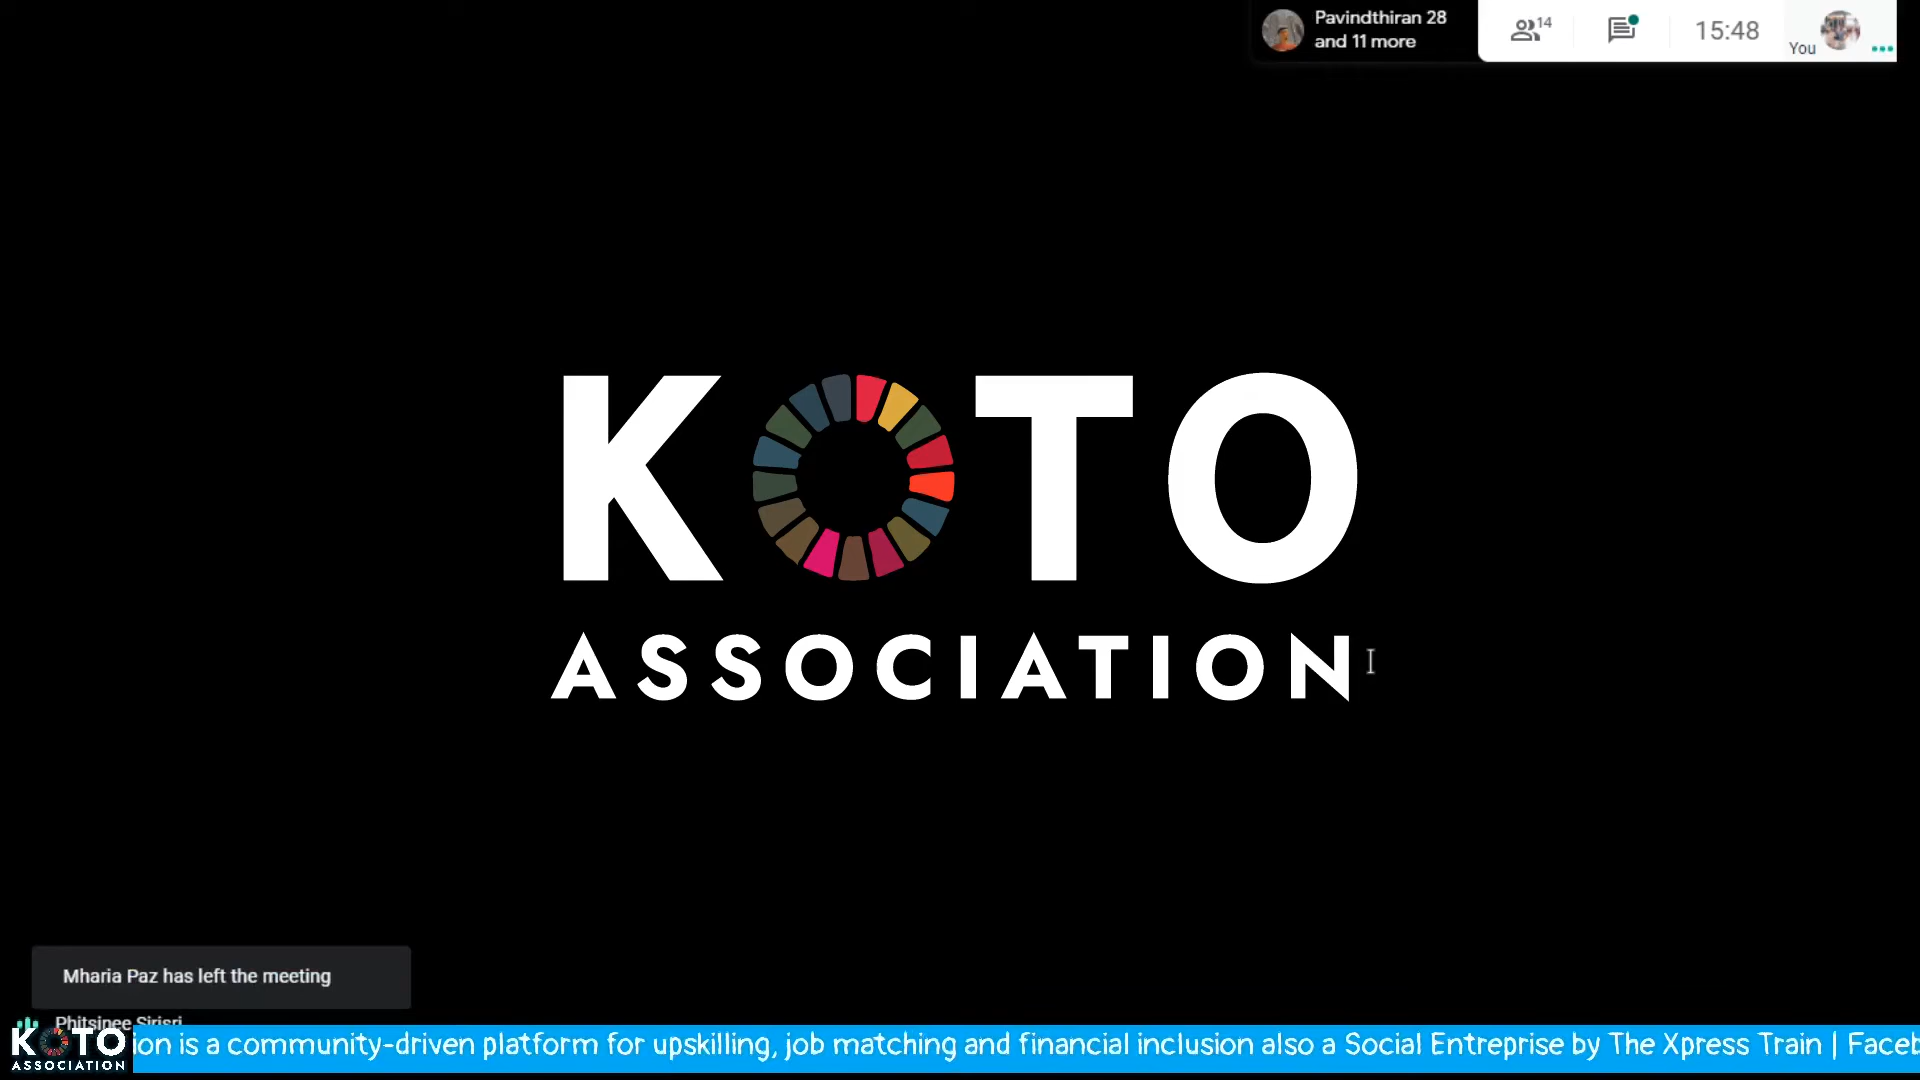 Pavindthiran 28
and 11 more
14
15:48
You
KOTO
ASSOCIATION
Mharia Paz has left the meeting
Phitsinee Sirisri
KOTO
ASSOCIATION
ion is a community-driven platform for upskilling, job matching and financial inclusion also a Social Entreprise by The Xpress Train | Faceb